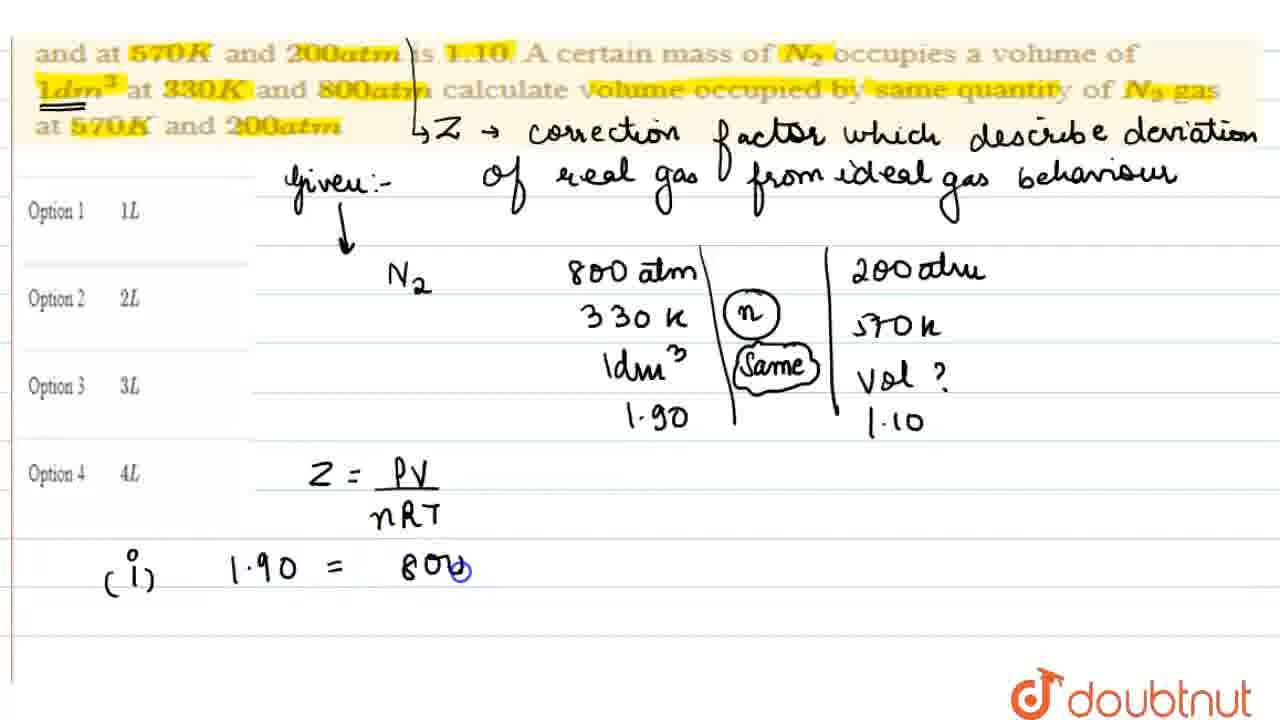 and at 570K and 200atm is 1.10. A certain mass of N₂ occupies a volume of
1dm³ at 330K and 800atm calculate volume occupied by same quantity of N₂ gas
at 570K and 200atm
↳ Z → correction factor which describe deviation
of real gas from ideal gas behaviour
Given:-
N₂
800 atm
330 K
1dm³
1.90
n
Same
200 atm
570 K
Vol ?
1.10
Option 1 1L
Option 2 2L
Option 3 3L
Option 4 4L
Z = PV / nRT
(i) 1.90 = 800
doubtnut